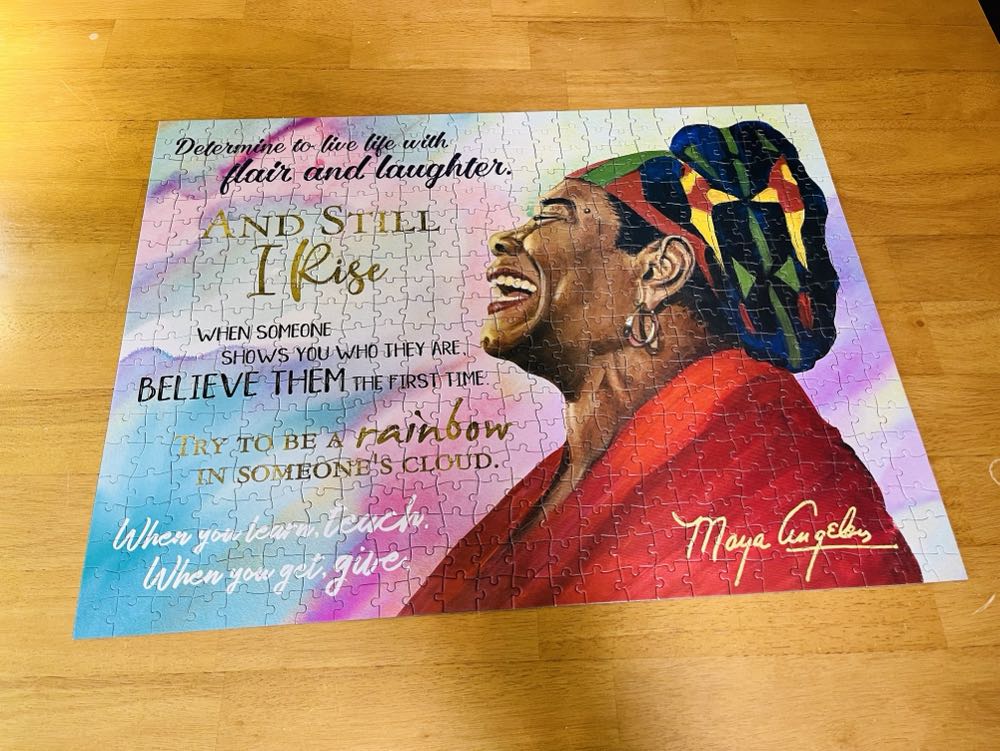 Determine to live life with
flair and laughter.
AND STILL
I Rise
WHEN SOMEONE
SHOWS YOU WHO THEY ARE,
BELIEVE THEM THE FIRST TIME.
TRY TO BE A rainbow
IN SOMEONE'S CLOUD.
When you learn, teach.
When you get, give.
Maya Angelou